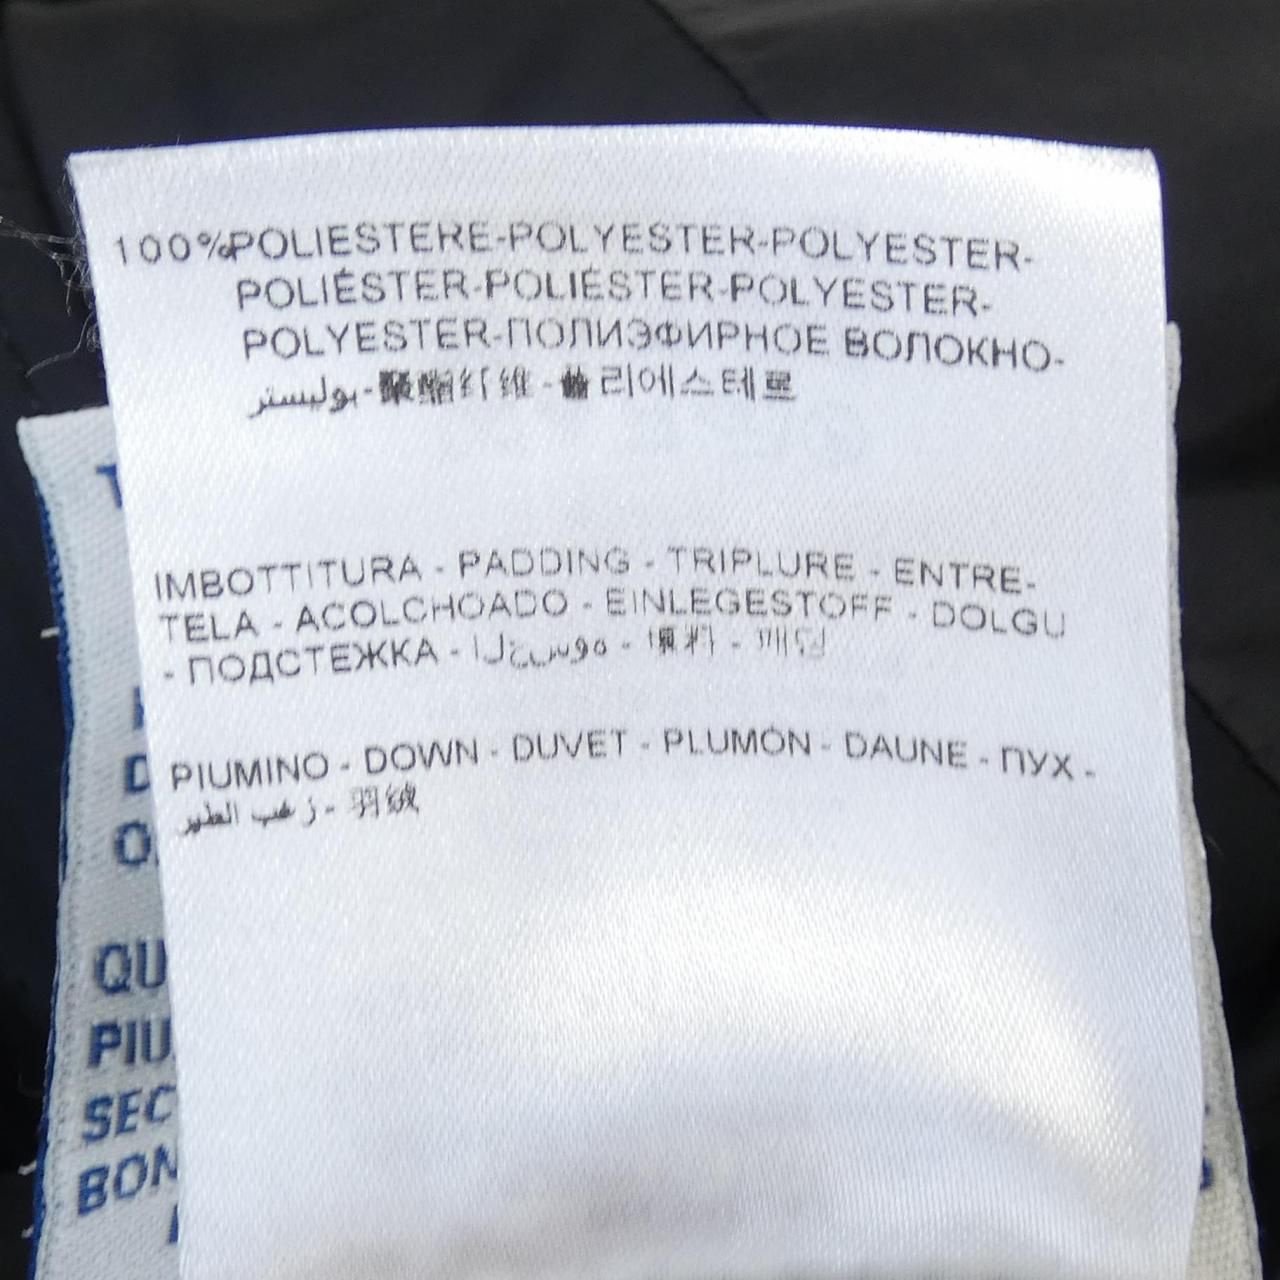 100%POLIESTERE-POLYESTER-POLYESTER-
POLIÉSTER-POLIÉSTER-POLYESTER-
POLYESTER-ПОЛИЭФИРНОЕ ВОЛОКНО-
بوليستر-聚酯纤维-폴리에스테르
IMBOTTITURA - PADDING - TRIPLURE - ENTRE-
TELA - ACOLCHOADO - EINLEGESTOFF - DOLGU
- ПОДСТЕЖКА - - 填料 - 패딩
PIUMINO - DOWN - DUVET - PLUMÓN - DAUNE - ПУХ -
زغب الطير - 羽绒
QU
PIU
SEC
BON